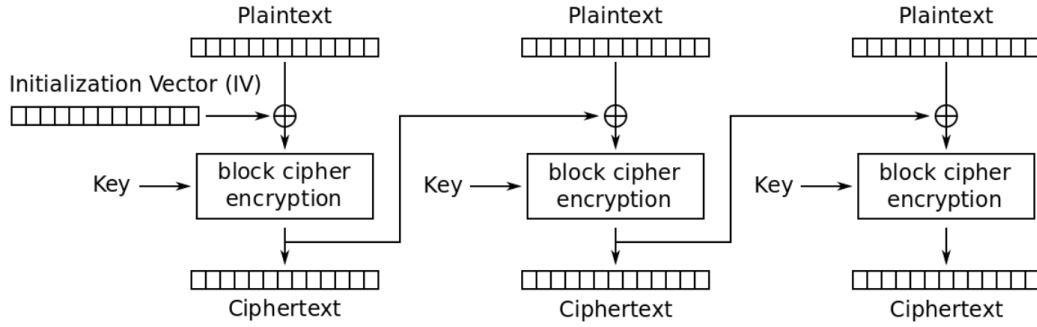 Plaintext
Plaintext
Plaintext
Initialization Vector (IV)
Key
block cipher
encryption
Key
block cipher
encryption
Key
block cipher
encryption
Ciphertext
Ciphertext
Ciphertext